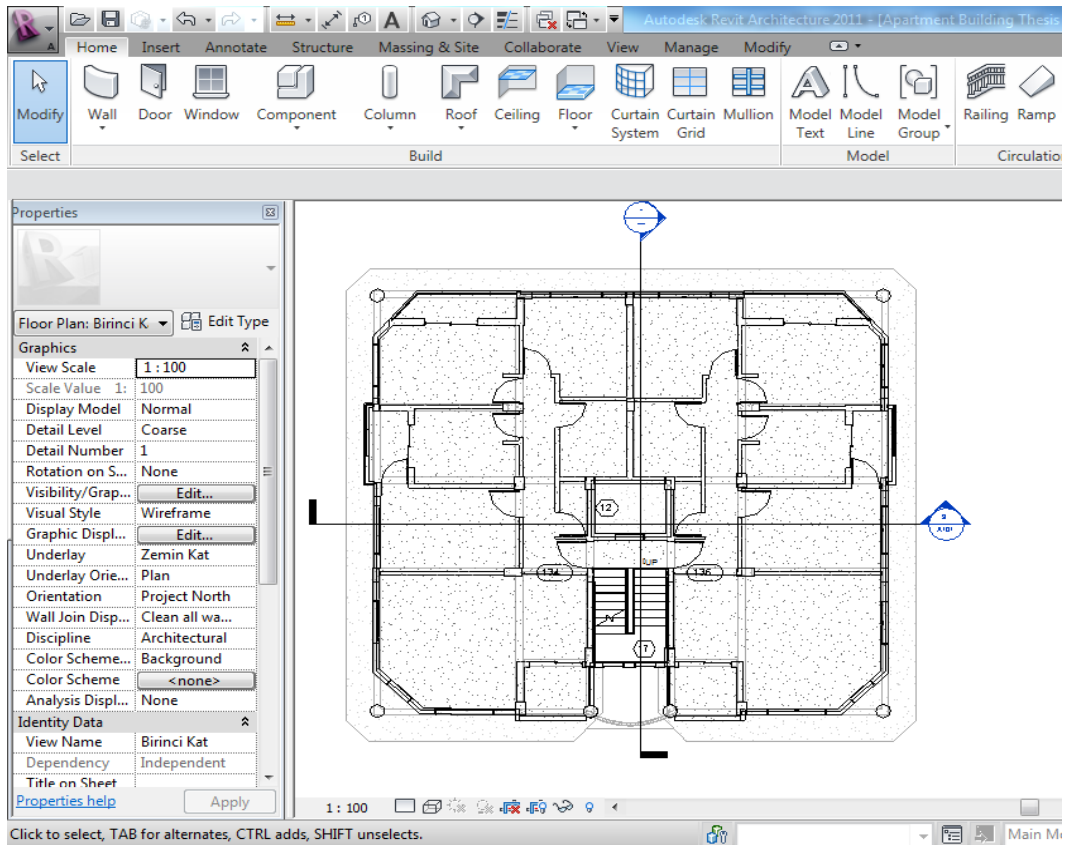 Autodesk Revit Architecture 2011 - [Apartment Building Thesis
Home Insert Annotate Structure Massing & Site Collaborate View Manage Modify
Modify Wall Door Window Component Column Roof Ceiling Floor Curtain System Curtain Grid Mullion Model Text Model Line Model Group Railing Ramp
Select Build Model Circulatio
Properties
Floor Plan: Birinci K Edit Type
Graphics
View Scale 1 : 100
Scale Value 1: 100
Display Model Normal
Detail Level Coarse
Detail Number 1
Rotation on S... None
Visibility/Grap... Edit...
Visual Style Wireframe
Graphic Displ... Edit...
Underlay Zemin Kat
Underlay Orie... Plan
Orientation Project North
Wall Join Disp... Clean all wa...
Discipline Architectural
Color Scheme... Background
Color Scheme <none>
Analysis Displ... None
Identity Data
View Name Birinci Kat
Dependency Independent
Title on Sheet
Properties help Apply
12
UP
134 136
7
1 : 100
Click to select, TAB for alternates, CTRL adds, SHIFT unselects.
Main M